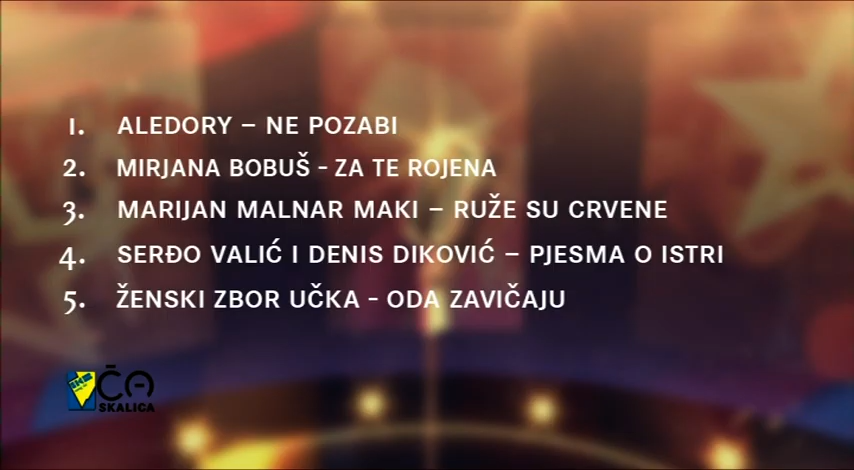 1. ALEDORY – NE POZABI
2. MIRJANA BOBUŠ - ZA TE ROJENA
3. MARIJAN MALNAR MAKI – RUŽE SU CRVENE
4. SERĐO VALIĆ I DENIS DIKOVIĆ – PJESMA O ISTRI
5. ŽENSKI ZBOR UČKA - ODA ZAVIČAJU
ČA
SKALICA